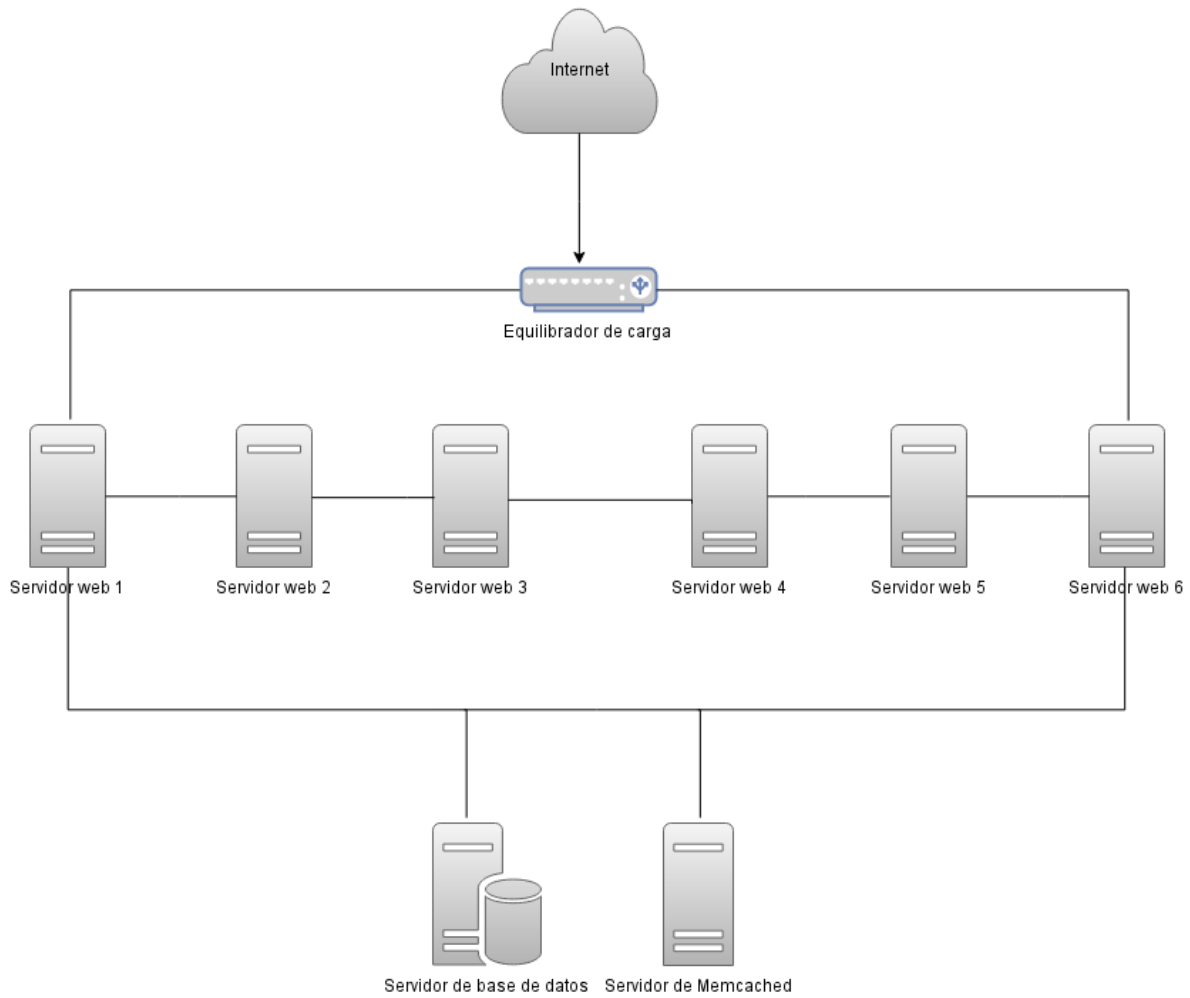 Internet
Equilibrador de carga
Servidor web 1
Servidor web 2
Servidor web 3
Servidor web 4
Servidor web 5
Servidor web 6
Servidor de base de datos
Servidor de Memcached